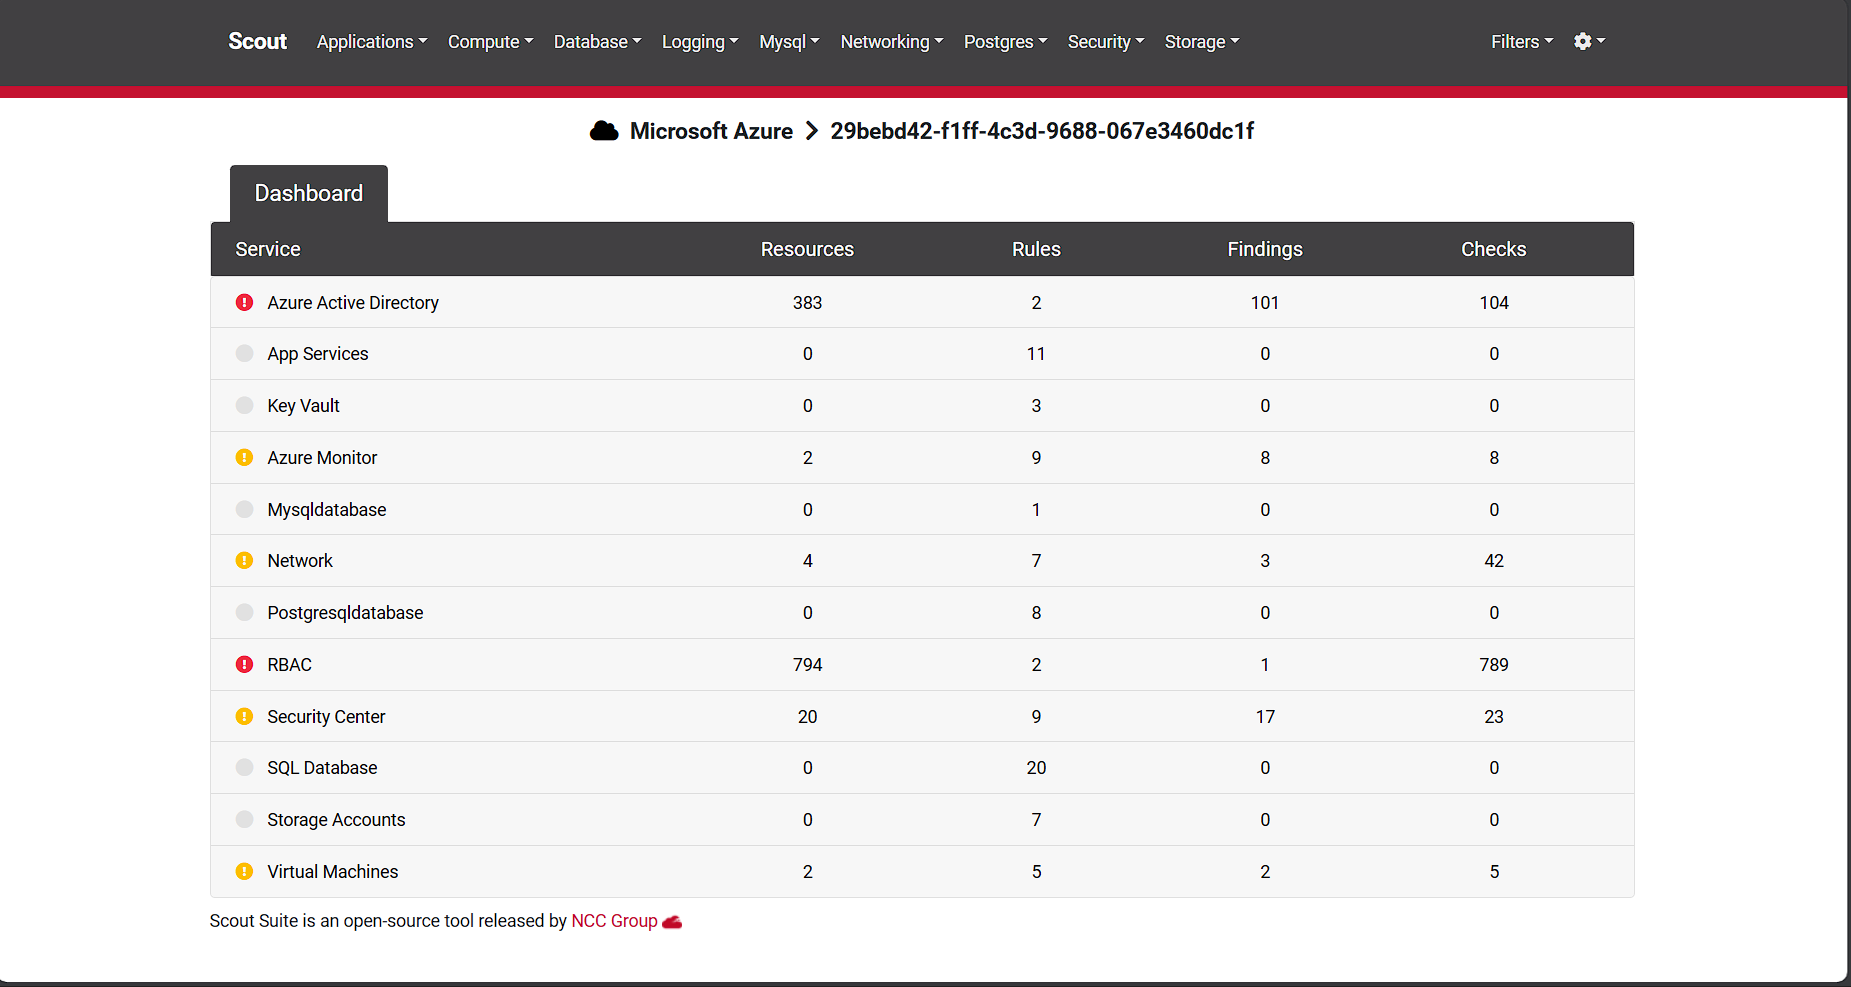 Scout Applications Compute Database Logging Mysql Networking Postgres Security Storage Filters
Microsoft Azure > 29bebd42-f1ff-4c3d-9688-067e3460dc1f
Dashboard
Service Resources Rules Findings Checks
Azure Active Directory 383 2 101 104
App Services 0 11 0 0
Key Vault 0 3 0 0
Azure Monitor 2 9 8 8
Mysqldatabase 0 1 0 0
Network 4 7 3 42
Postgresqldatabase 0 8 0 0
RBAC 794 2 1 789
Security Center 20 9 17 23
SQL Database 0 20 0 0
Storage Accounts 0 7 0 0
Virtual Machines 2 5 2 5
Scout Suite is an open-source tool released by NCC Group